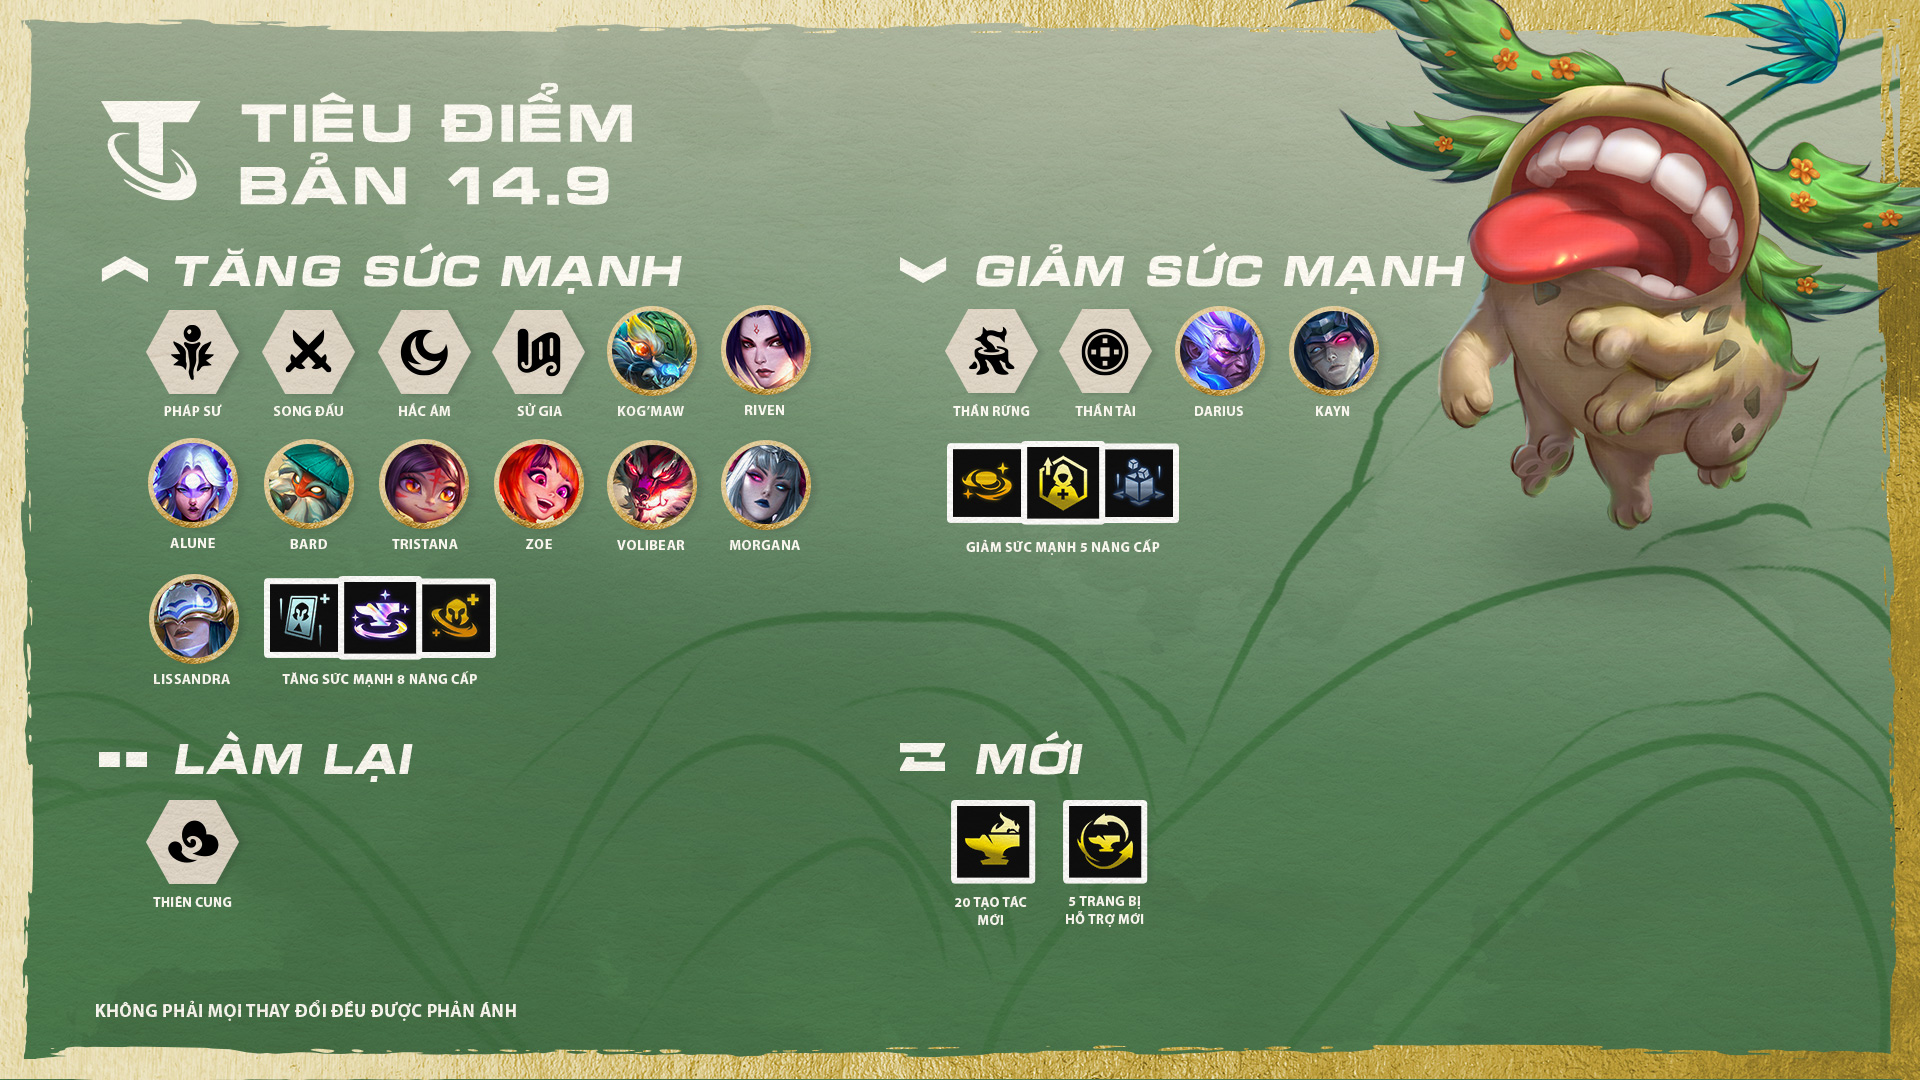 TIÊU ĐIỂM
BẢN 14.9
TĂNG SỨC MẠNH
PHÁP SƯ
SONG ĐẤU
HẮC ÁM
SỨ GIA
KOG'MAW
RIVEN
ALUNE
BARD
TRISTANA
ZOE
VOLIBEAR
MORGANA
LISSANDRA
TĂNG SỨC MẠNH 8 NÂNG CẤP
GIẢM SỨC MẠNH
THẦN RỪNG
THẦN TÀI
DARIUS
KAYN
GIẢM SỨC MẠNH 5 NÂNG CẤP
LÀM LẠI
THIÊN CUNG
MỚI
20 TẠO TÁC
MỚI
5 TRANG BỊ
HỖ TRỢ MỚI
KHÔNG PHẢI MỌI THAY ĐỔI ĐỀU ĐƯỢC PHẢN ÁNH